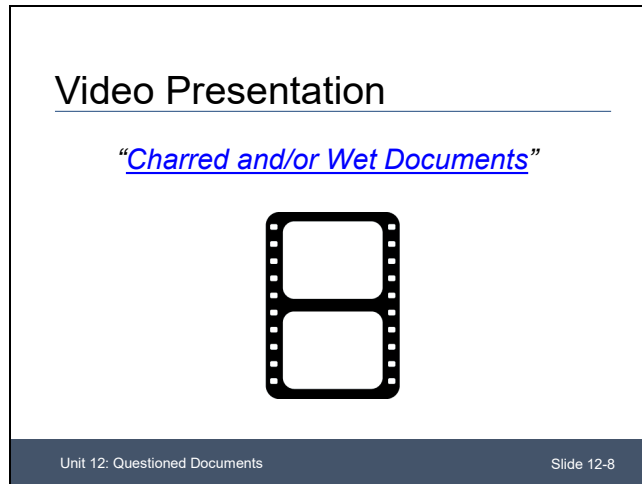 Video Presentation
“Charred and/or Wet Documents”
Unit 12: Questioned Documents
Slide 12-8